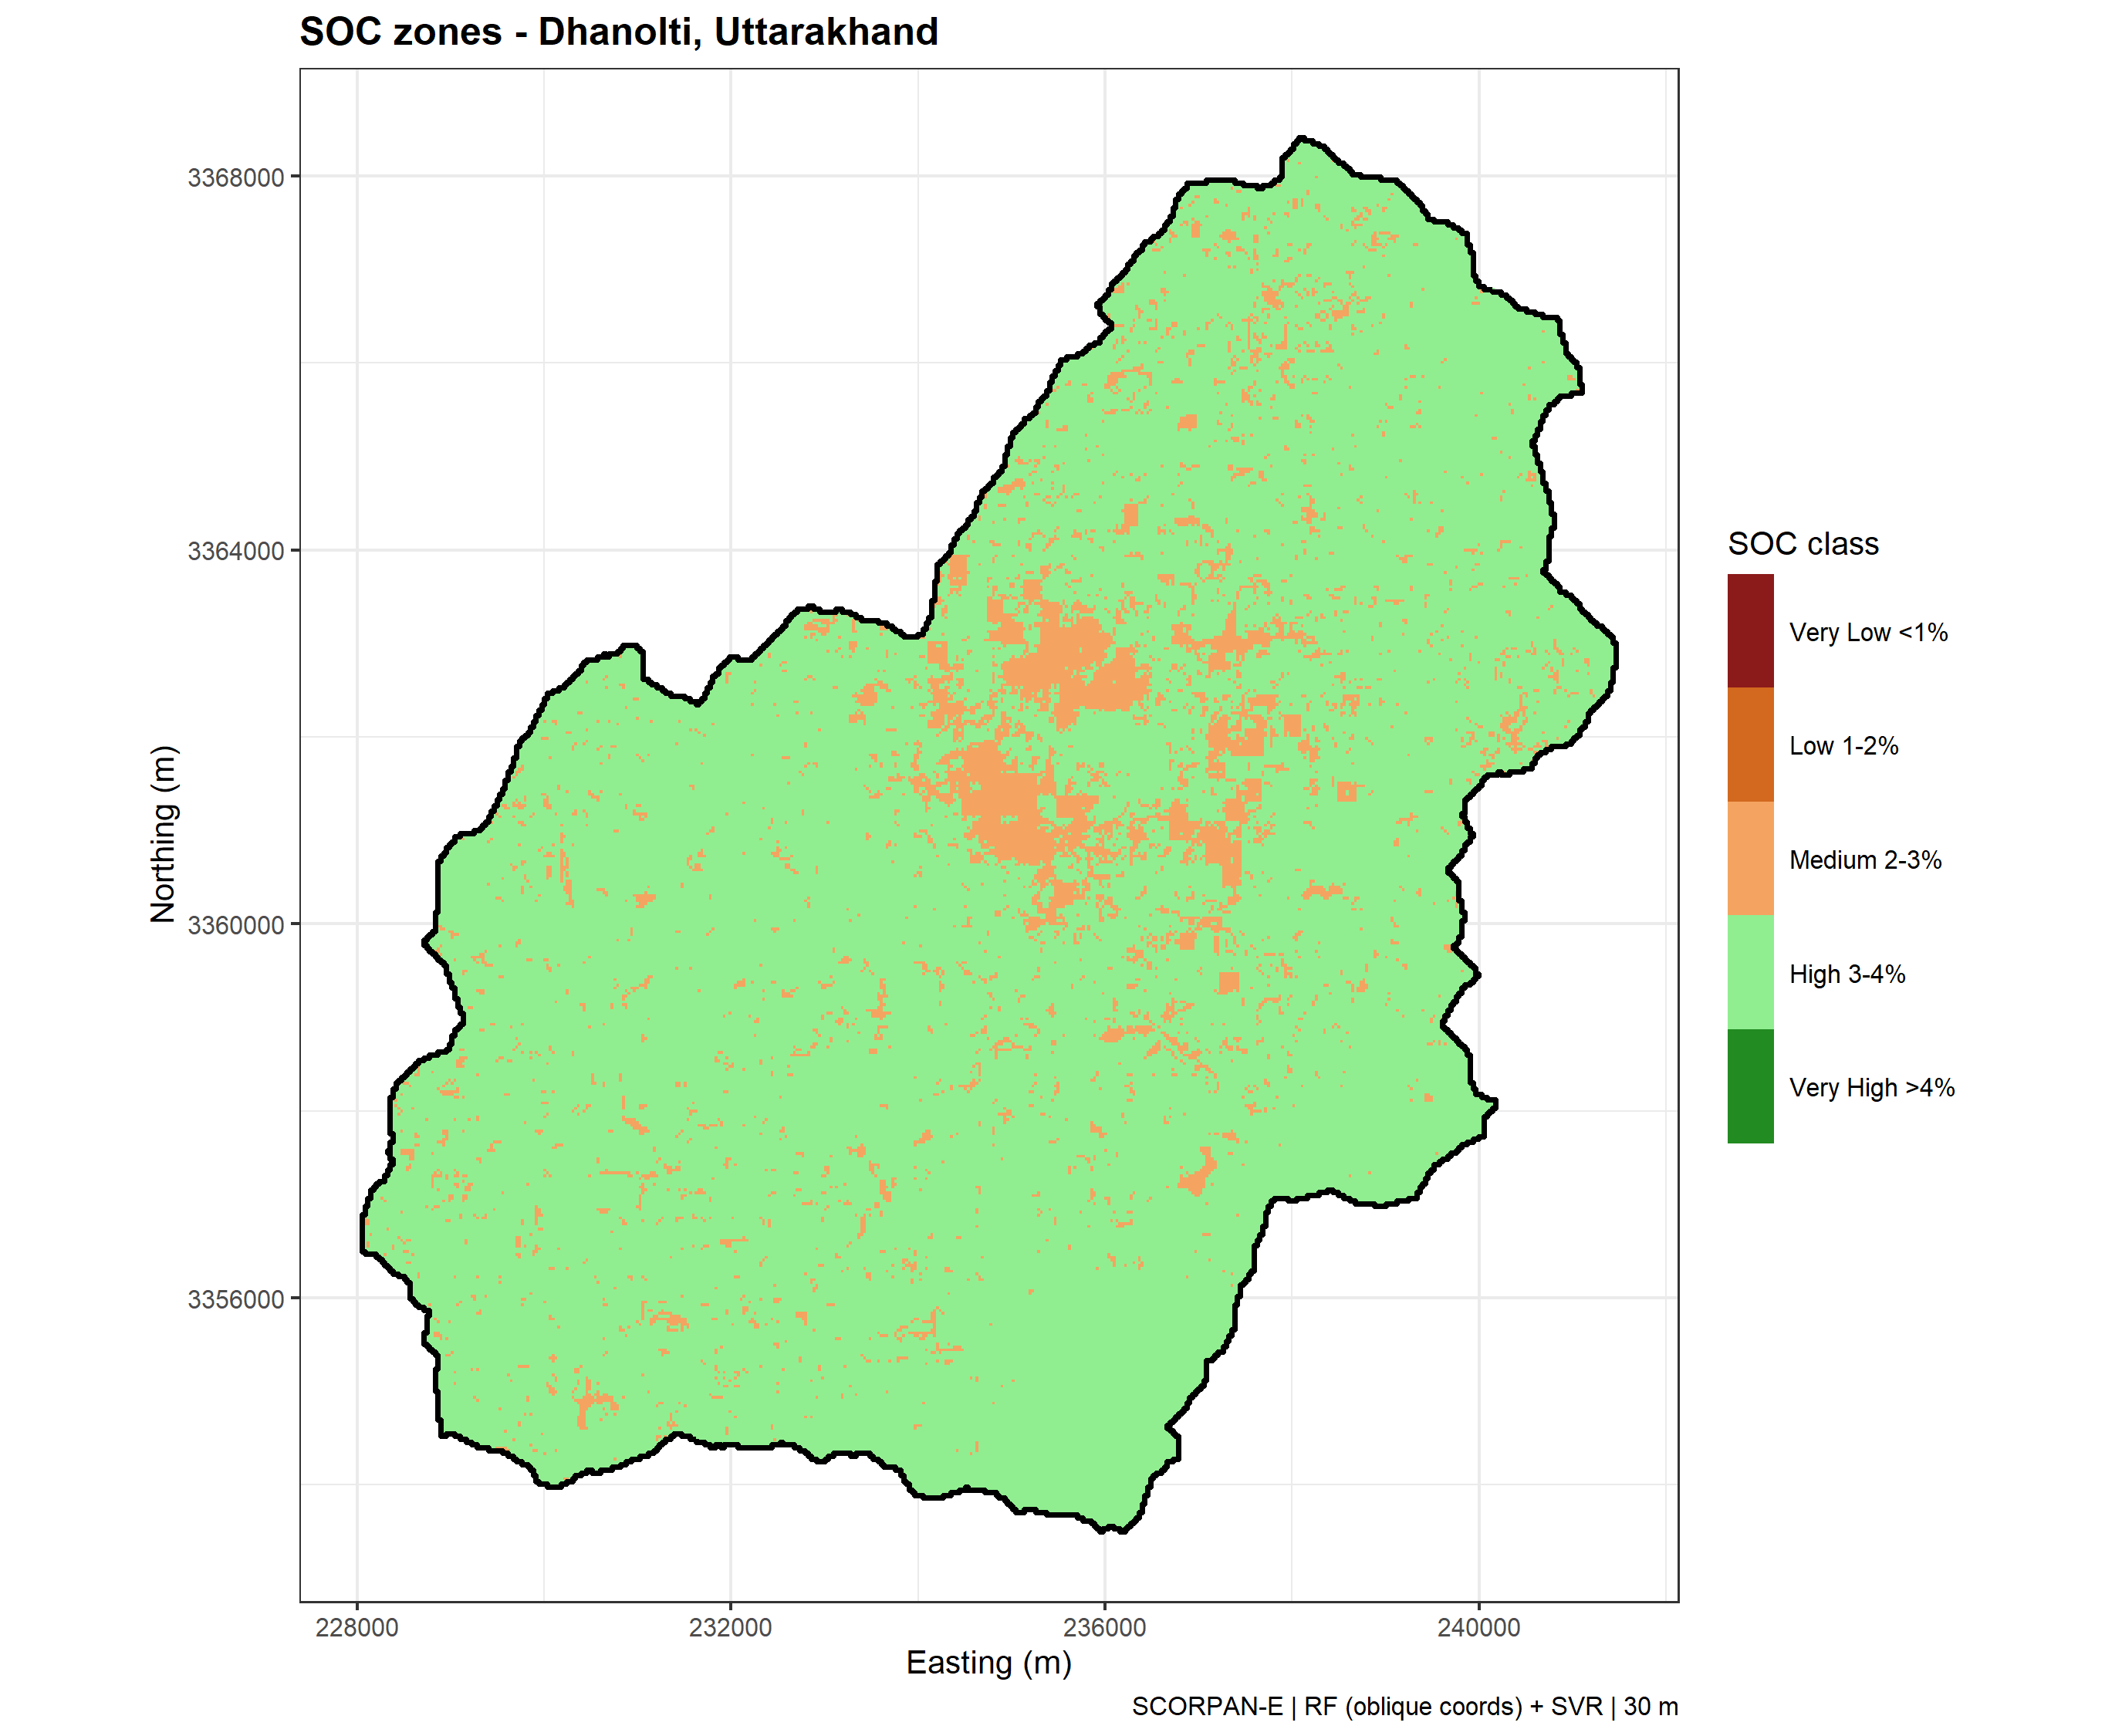 SOC zones - Dhanolti, Uttarakhand
3368000
3364000
3360000
3356000
Northing (m)
228000
232000
236000
240000
Easting (m)
SOC class
Very Low <1%
Low 1-2%
Medium 2-3%
High 3-4%
Very High >4%
SCORPAN-E | RF (oblique coords) + SVR | 30 m